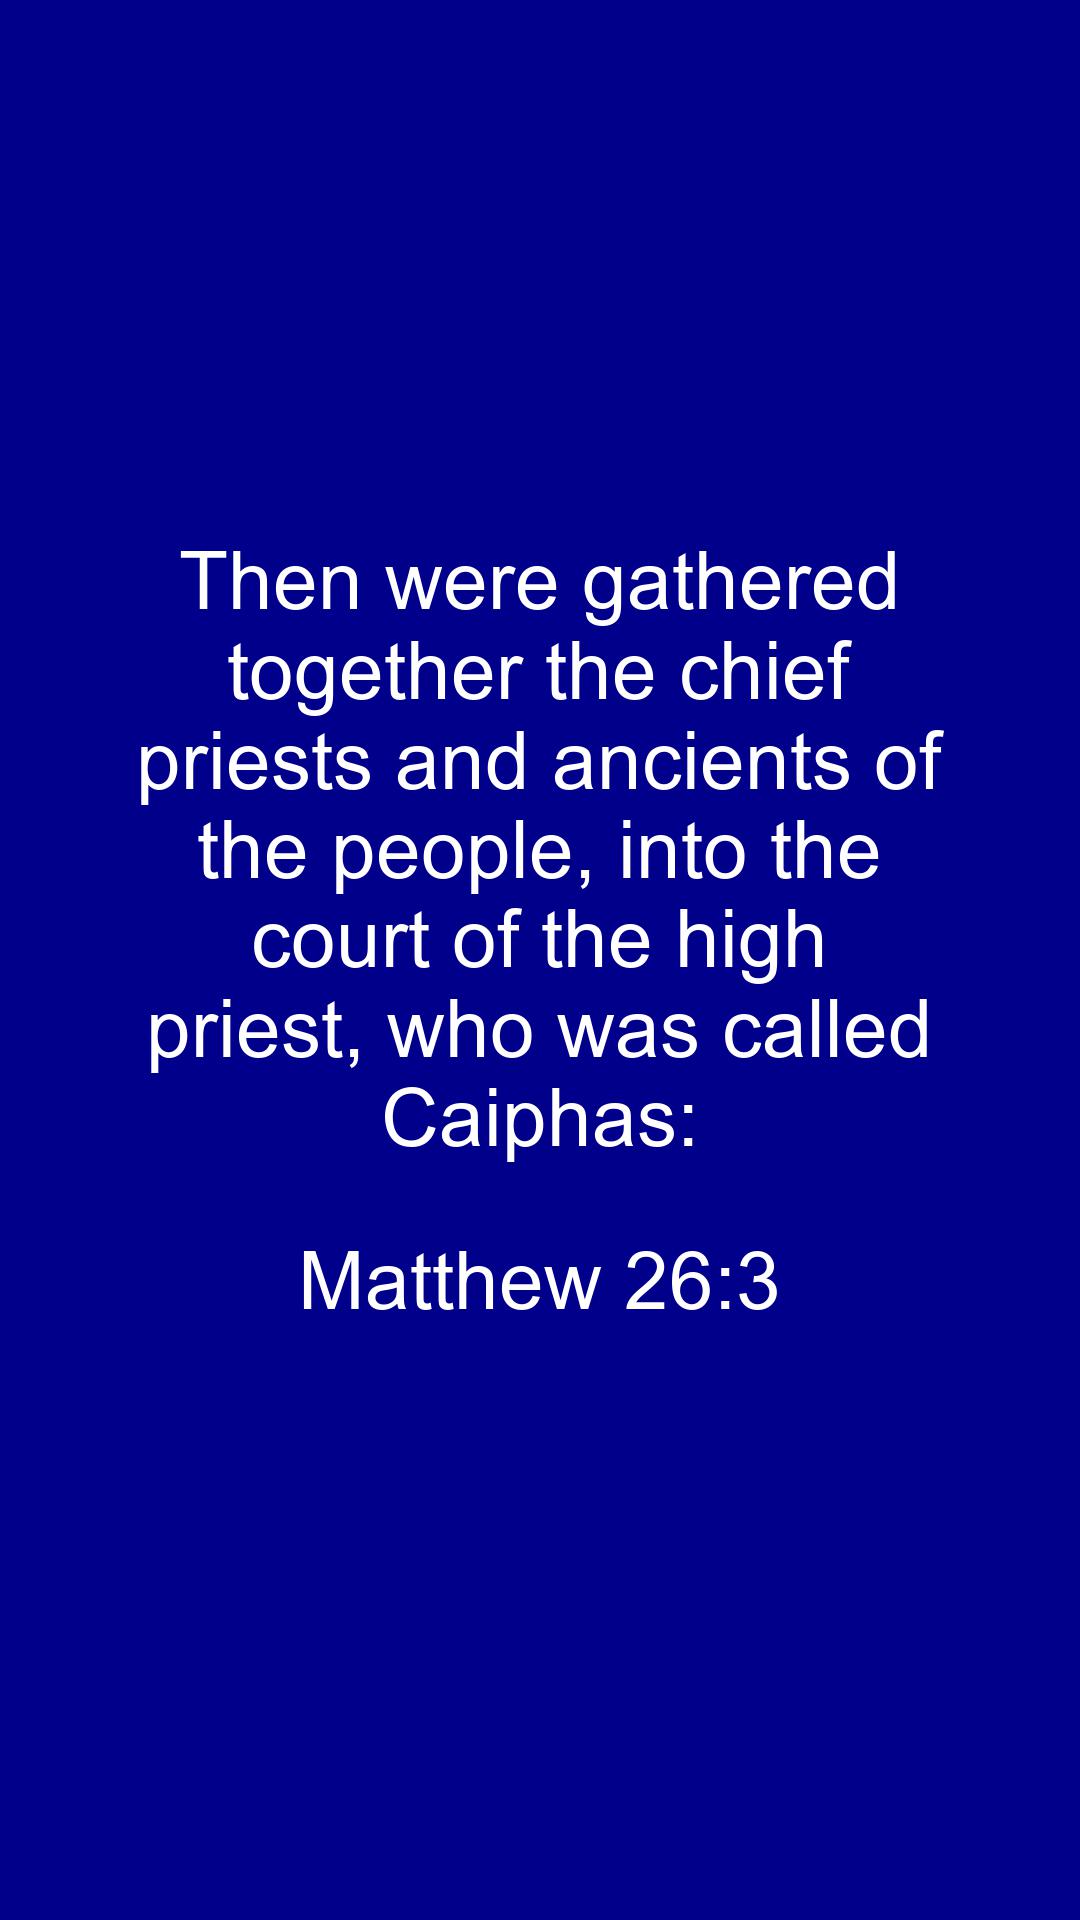 Then were gathered
together the chief
priests and ancients of
the people, into the
court of the high
priest, who was called
Caiphas:
Matthew 26:3